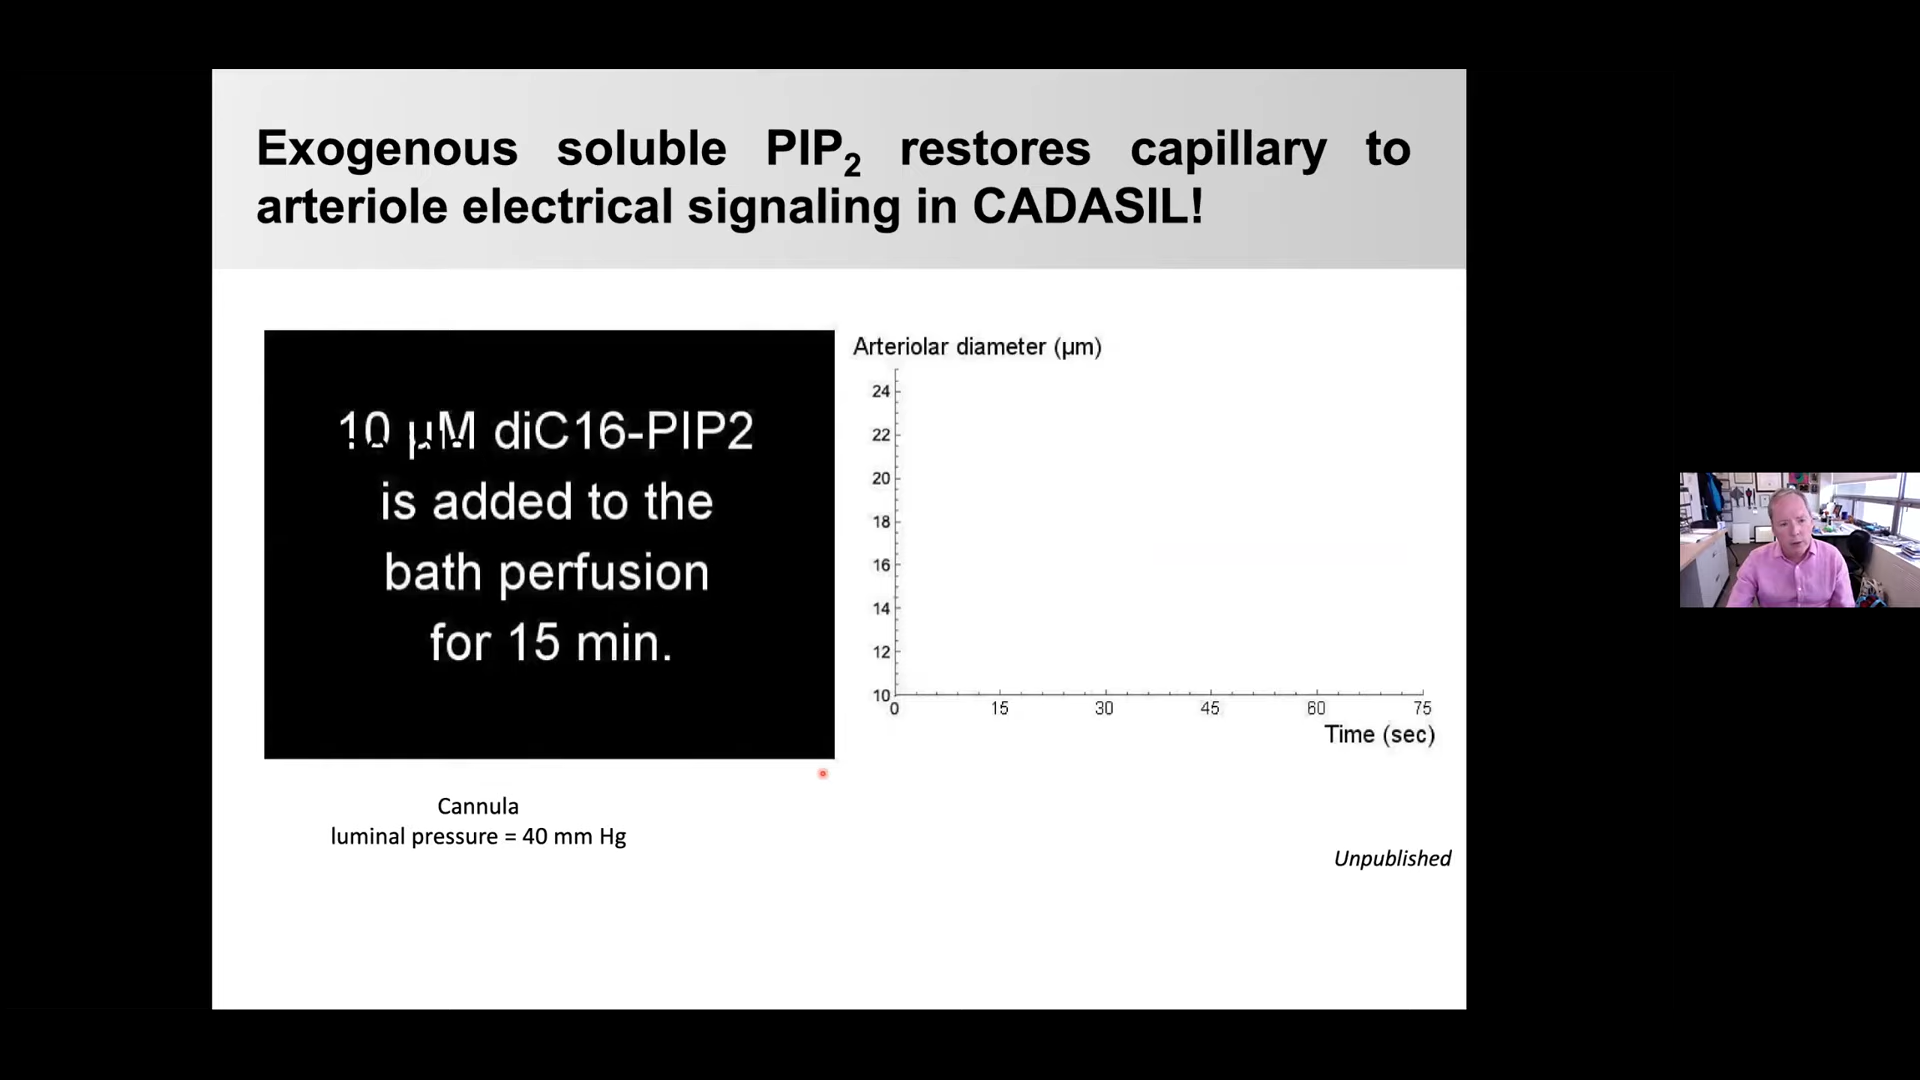 Exogenous soluble PIP₂ restores capillary to
arteriole electrical signaling in CADASIL!
10 µM diC16-PIP2
is added to the
bath perfusion
for 15 min.
Arteriolar diameter (µm)
24
22
20
18
16
14
12
10
0 15 30 45 60 75
Time (sec)
Cannula
luminal pressure = 40 mm Hg
Unpublished